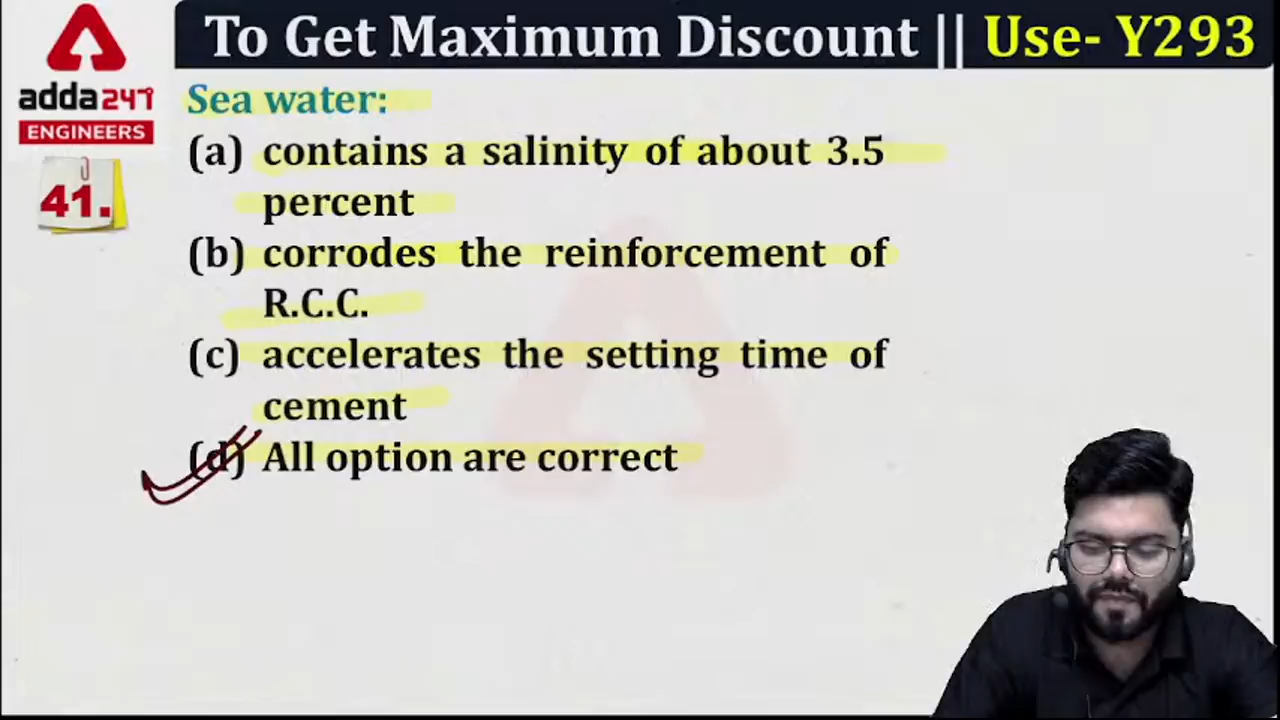 To Get Maximum Discount || Use- Y293
adda247
ENGINEERS
41.
Sea water:
(a) contains a salinity of about 3.5
percent
(b) corrodes the reinforcement of
R.C.C.
(c) accelerates the setting time of
cement
(d) All option are correct